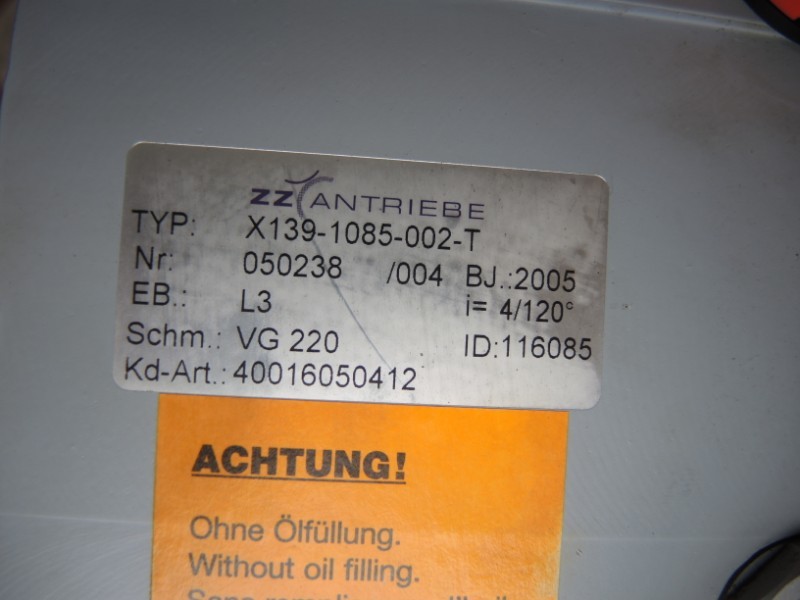 ZZ ANTRIEBE
TYP: X139-1085-002-T
Nr: 050238 /004 BJ.:2005
EB.: L3 i= 4/120°
Schm.: VG 220 ID:116085
Kd-Art.: 40016050412
ACHTUNG!
Ohne Ölfüllung.
Without oil filling.
Sans